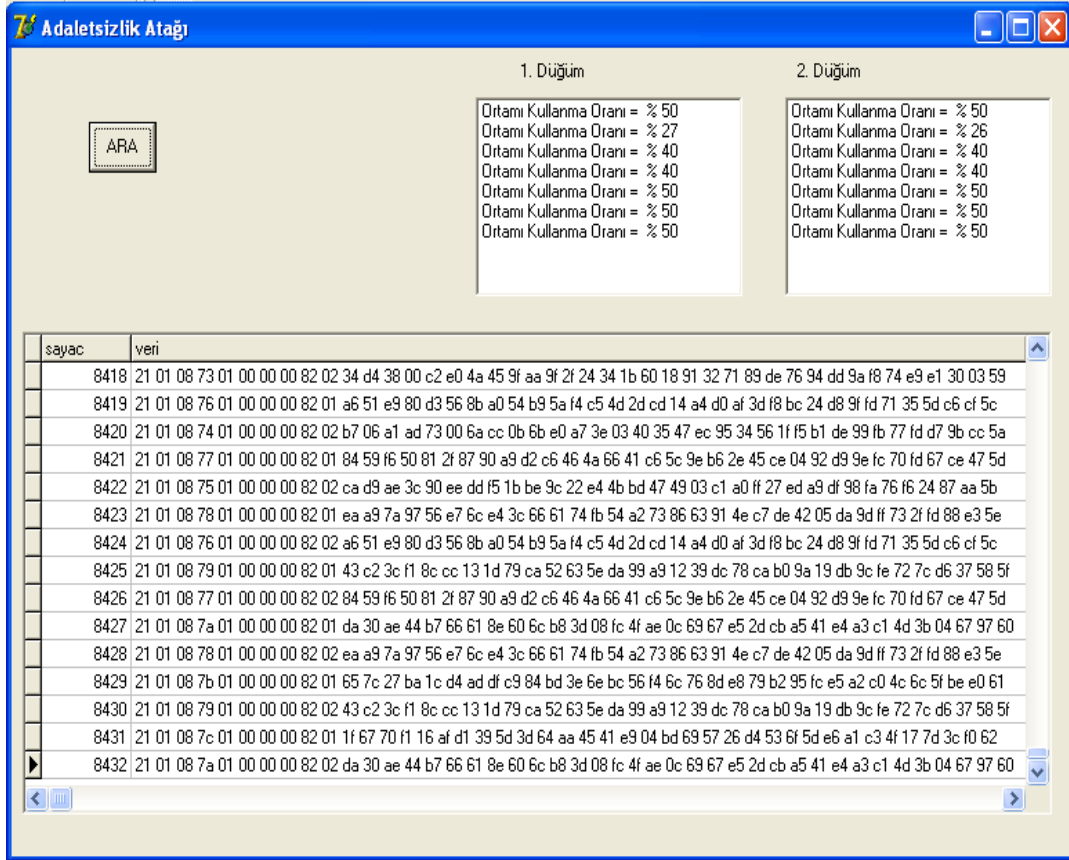 Adaletsizlik Atağı
1. Düğüm 2. Düğüm
ARA
Ortamı Kullanma Oranı = % 50
Ortamı Kullanma Oranı = % 27
Ortamı Kullanma Oranı = % 40
Ortamı Kullanma Oranı = % 40
Ortamı Kullanma Oranı = % 50
Ortamı Kullanma Oranı = % 50
Ortamı Kullanma Oranı = % 50
Ortamı Kullanma Oranı = % 50
Ortamı Kullanma Oranı = % 26
Ortamı Kullanma Oranı = % 40
Ortamı Kullanma Oranı = % 40
Ortamı Kullanma Oranı = % 50
Ortamı Kullanma Oranı = % 50
Ortamı Kullanma Oranı = % 50
sayac veri
8418 21 01 08 73 01 00 00 00 82 02 34 d4 38 00 c2 e0 4a 45 9f aa 9f 2f 24 34 1b 60 18 91 32 71 89 de 76 94 dd 9a f8 74 e9 e1 30 03 59
8419 21 01 08 76 01 00 00 00 82 01 a6 51 e9 80 d3 56 8b a0 54 b9 5a f4 c5 4d 2d cd 14 a4 d0 af 3d f8 bc 24 d8 9f fd 71 35 5d c6 cf 5c
8420 21 01 08 74 01 00 00 00 82 02 b7 06 a1 ad 73 00 6a cc 0b 6b e0 a7 3e 03 40 35 47 ec 95 34 56 1f f5 b1 de 99 fb 77 fd d7 9b cc 5a
8421 21 01 08 77 01 00 00 00 82 01 84 59 f6 50 81 2f 87 90 a9 d2 c6 46 4a 66 41 c6 5c 9e b6 2e 45 ce 04 92 d9 9e fc 70 fd 67 ce 47 5d
8422 21 01 08 75 01 00 00 00 82 02 ca d9 ae 3c 90 ee dd f5 1b be 9c 22 e4 4b bd 47 49 03 c1 a0 ff 27 ed a9 df 98 fa 76 f6 24 87 aa 5b
8423 21 01 08 78 01 00 00 00 82 01 ea a9 7a 97 56 e7 6c e4 3c 66 61 74 fb 54 a2 73 86 63 91 4e c7 de 42 05 da 9d ff 73 2f fd 88 e3 5e
8424 21 01 08 76 01 00 00 00 82 02 a6 51 e9 80 d3 56 8b a0 54 b9 5a f4 c5 4d 2d cd 14 a4 d0 af 3d f8 bc 24 d8 9f fd 71 35 5d c6 cf 5c
8425 21 01 08 79 01 00 00 00 82 01 43 c2 3c f1 8c cc 13 1d 79 ca 52 63 5e da 99 a9 12 39 dc 78 ca b0 9a 19 db 9c fe 72 7c d6 37 58 5f
8426 21 01 08 77 01 00 00 00 82 02 84 59 f6 50 81 2f 87 90 a9 d2 c6 46 4a 66 41 c6 5c 9e b6 2e 45 ce 04 92 d9 9e fc 70 fd 67 ce 47 5d
8427 21 01 08 7a 01 00 00 00 82 01 da 30 ae 44 b7 66 61 8e 60 6c b8 3d 08 fc 4f ae 0c 69 67 e5 2d cb a5 41 e4 a3 c1 4d 3b 04 67 97 60
8428 21 01 08 78 01 00 00 00 82 02 ea a9 7a 97 56 e7 6c e4 3c 66 61 74 fb 54 a2 73 86 63 91 4e c7 de 42 05 da 9d ff 73 2f fd 88 e3 5e
8429 21 01 08 7b 01 00 00 00 82 01 65 7c 27 ba 1c d4 ad df c9 84 bd 3e 6e bc 56 f4 6c 76 8d e8 79 b2 95 fc e5 a2 c0 4c 6c 5f be e0 61
8430 21 01 08 79 01 00 00 00 82 02 43 c2 3c f1 8c cc 13 1d 79 ca 52 63 5e da 99 a9 12 39 dc 78 ca b0 9a 19 db 9c fe 72 7c d6 37 58 5f
8431 21 01 08 7c 01 00 00 00 82 01 1f 67 70 f1 16 af d1 39 5d 3d 64 aa 45 41 e9 04 bd 69 57 26 d4 53 6f 5d e6 a1 c3 4f 17 7d 3c f0 62
8432 21 01 08 7a 01 00 00 00 82 02 da 30 ae 44 b7 66 61 8e 60 6c b8 3d 08 fc 4f ae 0c 69 67 e5 2d cb a5 41 e4 a3 c1 4d 3b 04 67 97 60